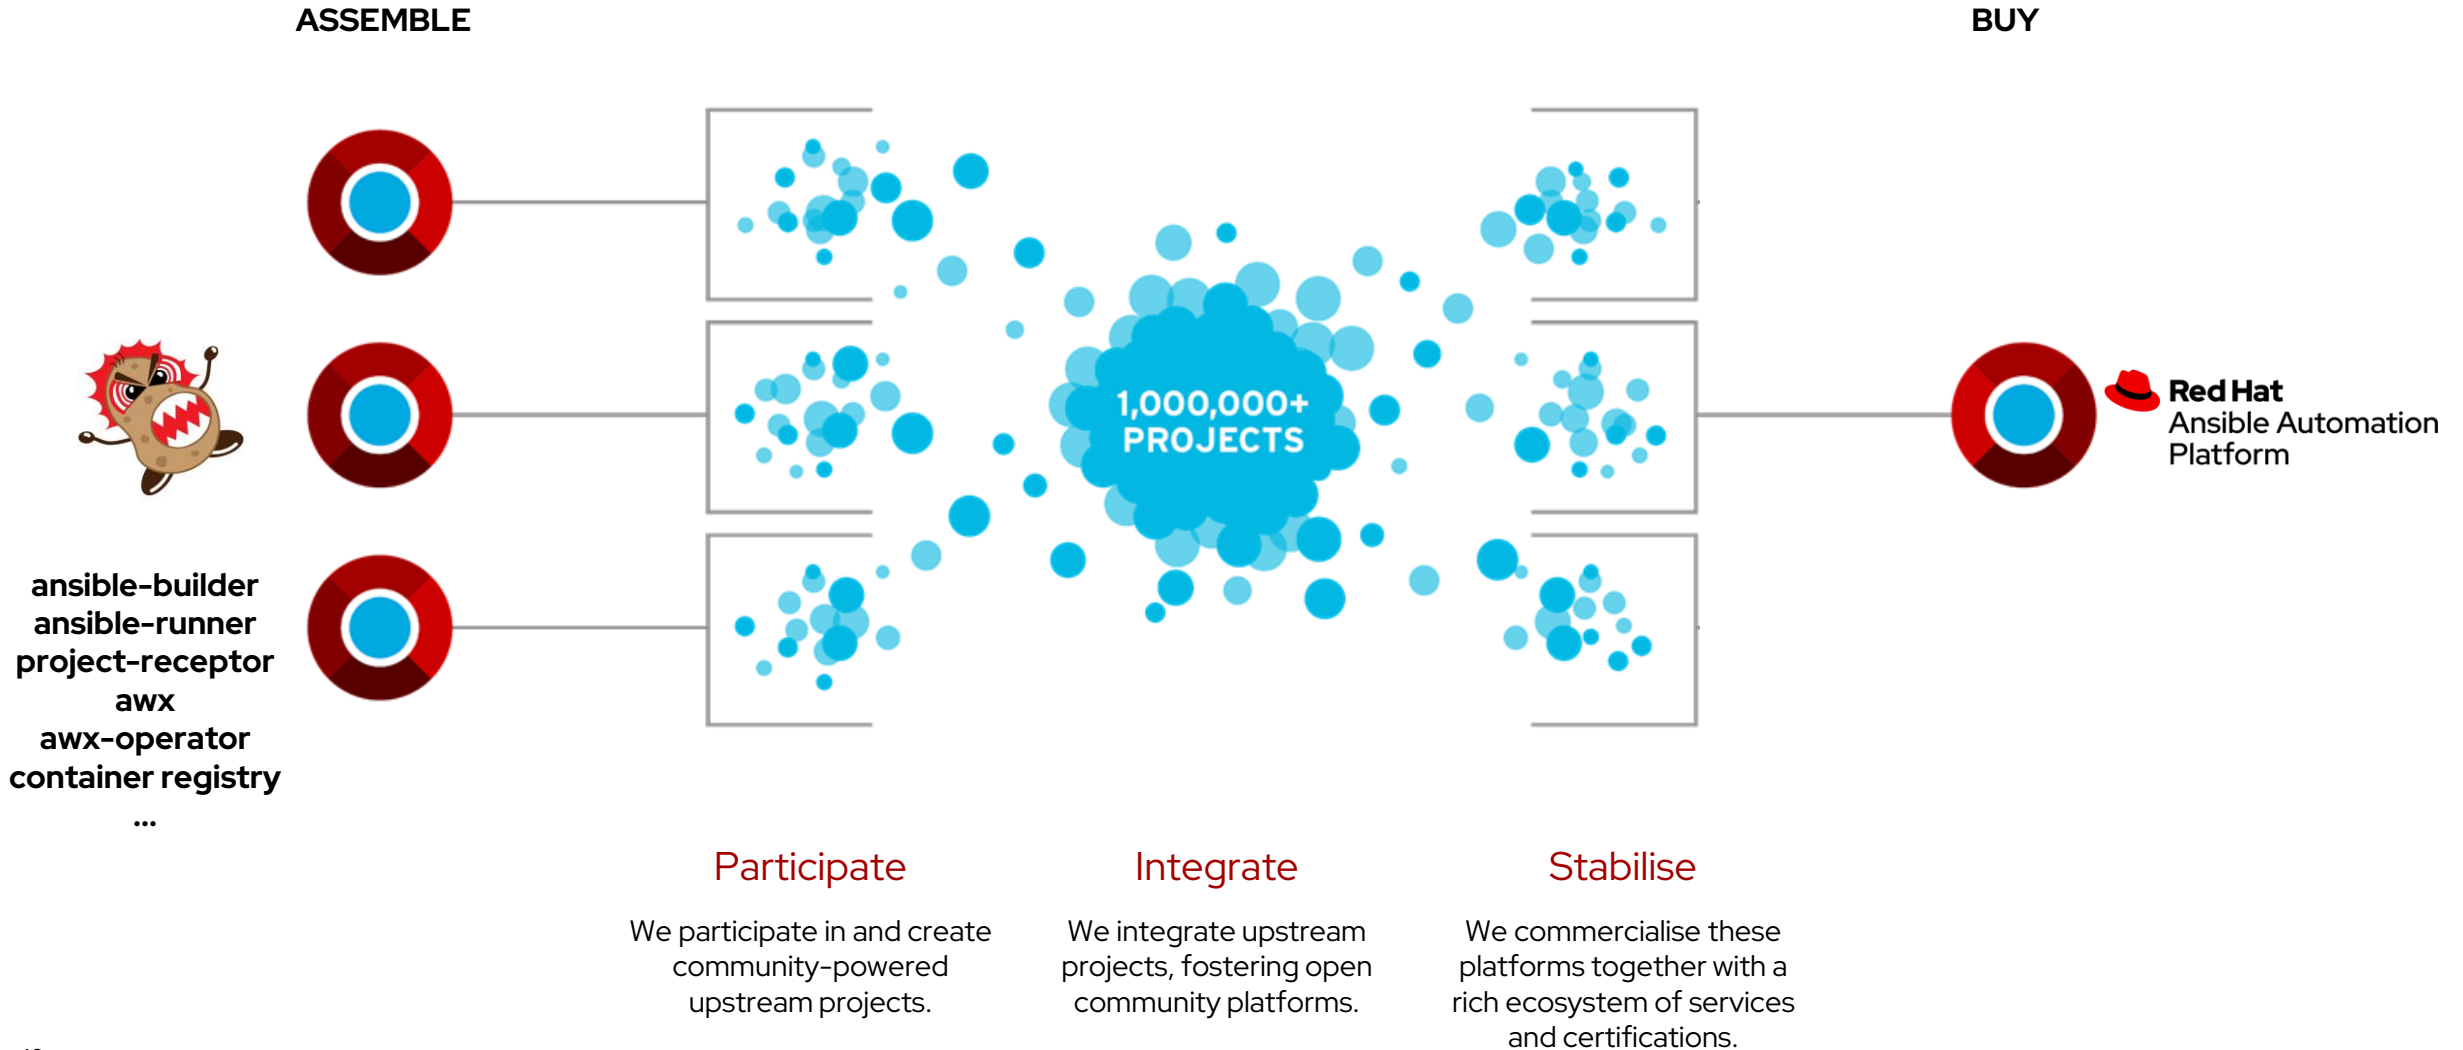 ASSEMBLE
BUY
1,000,000+
PROJECTS
Red Hat
Ansible Automation
Platform
ansible-builder
ansible-runner
project-receptor
awx
awx-operator
container registry
...
Participate
We participate in and create
community-powered
upstream projects.
Integrate
We integrate upstream
projects, fostering open
community platforms.
Stabilise
We commercialise these
platforms together with a
rich ecosystem of services
and certifications.